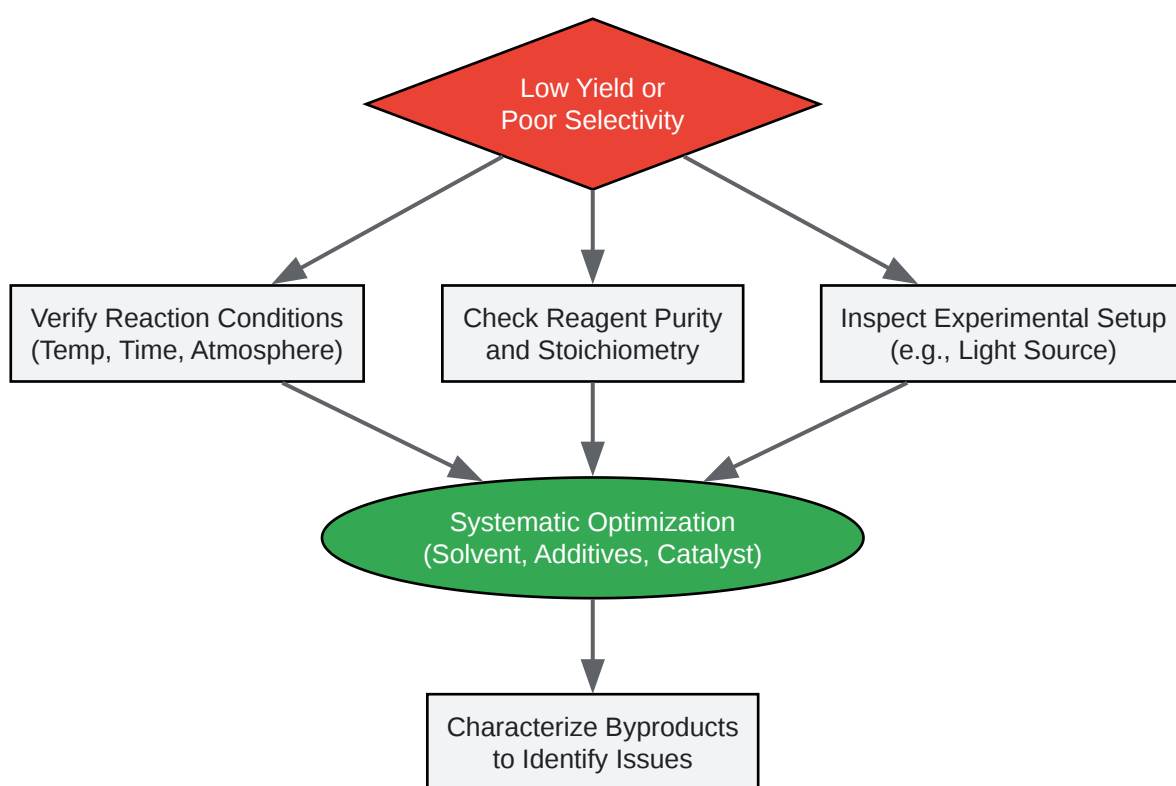 Low Yield or
Poor Selectivity
Verify Reaction Conditions
(Temp, Time, Atmosphere)
Check Reagent Purity
and Stoichiometry
Inspect Experimental Setup
(e.g., Light Source)
Systematic Optimization
(Solvent, Additives, Catalyst)
Characterize Byproducts
to Identify Issues